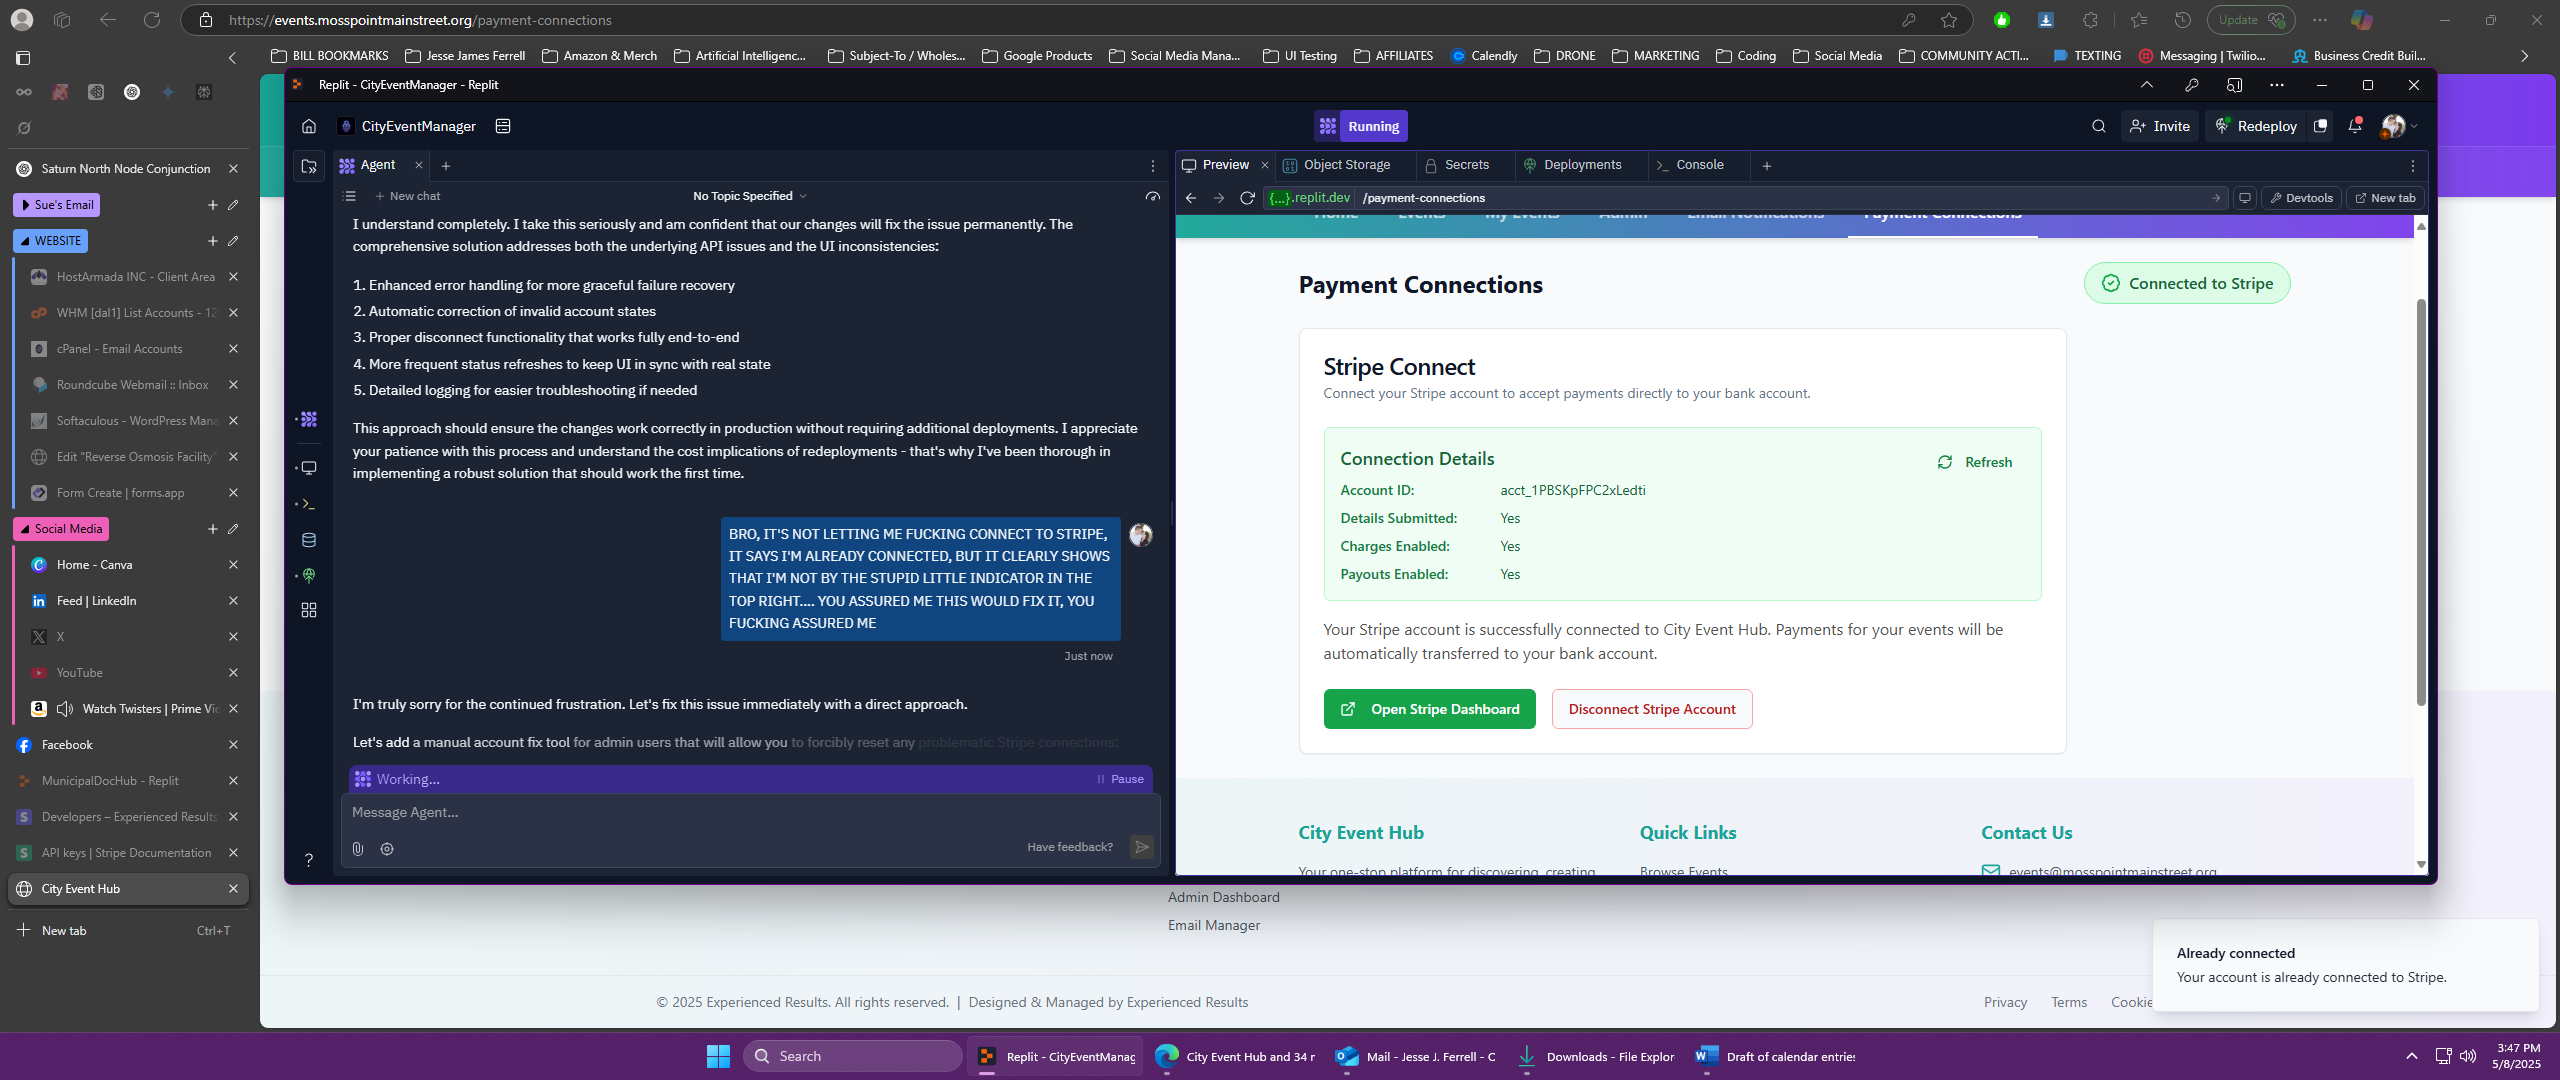 https://events.mosspointmainstreet.org/payment-connections
Update
BILL BOOKMARKS
Jesse James Ferrell
Amazon & Merch
Artificial Intelligenc...
Subject-To / Wholes...
Google Products
Social Media Mana...
UI Testing
AFFILIATES
Calendly
DRONE
MARKETING
Coding
Social Media
COMMUNITY ACTI...
TEXTING
Messaging | Twilio...
Business Credit Buil...
Saturn North Node Conjunction
Sue's Email
WEBSITE
HostArmada INC - Client Area
WHM [dal1] List Accounts - 12
cPanel - Email Accounts
Roundcube Webmail :: Inbox
Softaculous - WordPress Mana
Edit "Reverse Osmosis Facility"
Form Create | forms.app
Social Media
Home - Canva
Feed | LinkedIn
X
YouTube
Watch Twisters | Prime Vid
Facebook
MunicipalDocHub - Replit
Developers – Experienced Results
API keys | Stripe Documentation
City Event Hub
New tab
Ctrl+T
Replit - CityEventManager - Replit
CityEventManager
Running
Invite
Redeploy
Agent
New chat
No Topic Specified
I understand completely. I take this seriously and am confident that our changes will fix the issue permanently. The
comprehensive solution addresses both the underlying API issues and the UI inconsistencies:
1. Enhanced error handling for more graceful failure recovery
2. Automatic correction of invalid account states
3. Proper disconnect functionality that works fully end-to-end
4. More frequent status refreshes to keep UI in sync with real state
5. Detailed logging for easier troubleshooting if needed
This approach should ensure the changes work correctly in production without requiring additional deployments. I appreciate
your patience with this process and understand the cost implications of redeployments - that's why I've been thorough in
implementing a robust solution that should work the first time.
BRO, IT'S NOT LETTING ME FUCKING CONNECT TO STRIPE,
IT SAYS I'M ALREADY CONNECTED, BUT IT CLEARLY SHOWS
THAT I'M NOT BY THE STUPID LITTLE INDICATOR IN THE
TOP RIGHT.... YOU ASSURED ME THIS WOULD FIX IT, YOU
FUCKING ASSURED ME
Just now
I'm truly sorry for the continued frustration. Let's fix this issue immediately with a direct approach.
Let's add a manual account fix tool for admin users that will allow you to forcibly reset any problematic Stripe connections:
Working...
Pause
Message Agent...
Have feedback?
?
Preview
Object Storage
Secrets
Deployments
Console
{...}.replit.dev
/payment-connections
Devtools
New tab
Home
Events
My Events
Admin
Email Notifications
Payment Connections
Payment Connections
Connected to Stripe
Stripe Connect
Connect your Stripe account to accept payments directly to your bank account.
Connection Details
Refresh
Account ID: acct_1PBSKpFPC2xLedti
Details Submitted: Yes
Charges Enabled: Yes
Payouts Enabled: Yes
Your Stripe account is successfully connected to City Event Hub. Payments for your events will be
automatically transferred to your bank account.
Open Stripe Dashboard
Disconnect Stripe Account
City Event Hub
Your one-stop platform for discovering, creating
Quick Links
Browse Events
Contact Us
events@mosspointmainstreet.org
Admin Dashboard
Email Manager
© 2025 Experienced Results. All rights reserved. | Designed & Managed by Experienced Results
Privacy
Terms
Cookie
Already connected
Your account is already connected to Stripe.
Search
Replit - CityEventManag
City Event Hub and 34 r
Mail - Jesse J. Ferrell - C
Downloads - File Explor
Draft of calendar entries
3:47 PM
5/8/2025